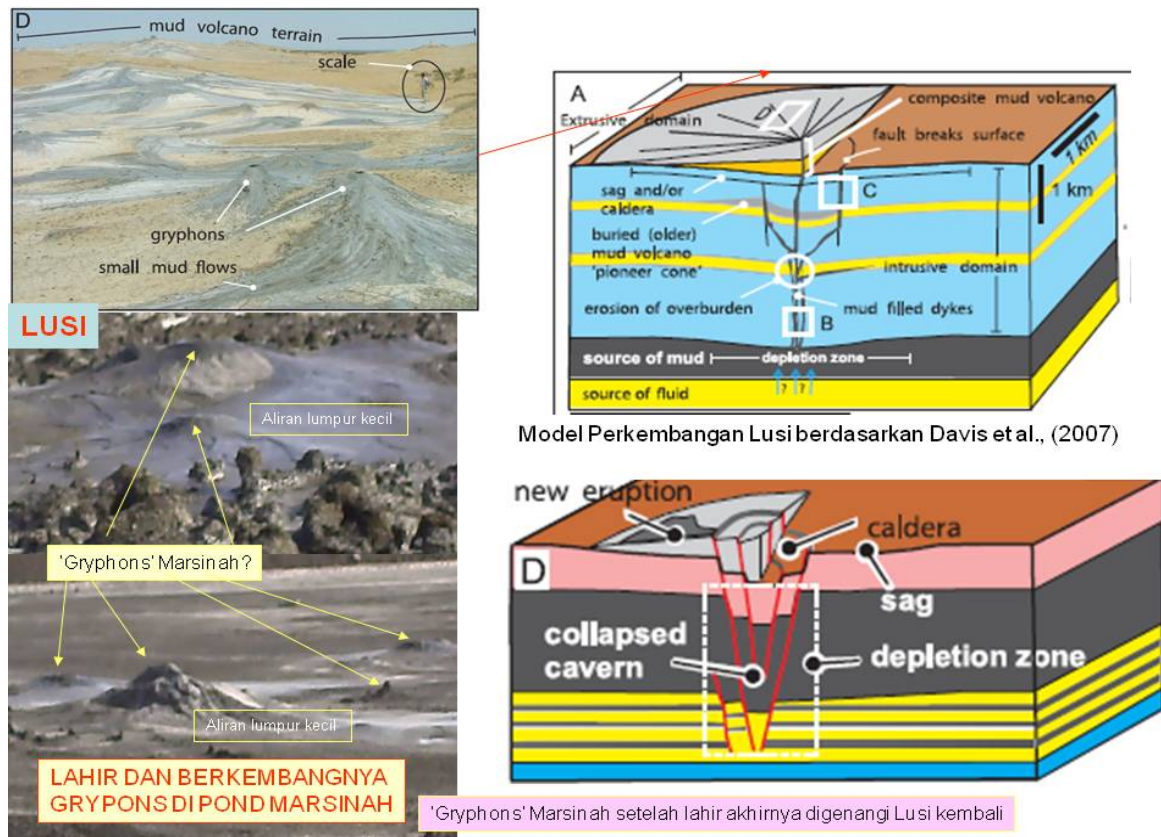 D
mud volcano terrain
scale
gryphons
small mud flows
LUSI
Aliran lumpur kecil
'Gryphons' Marsinah?
Aliran lumpur kecil
LAHIR DAN BERKEMBANGNYA
GRYPONS DI POND MARSINAH
A
Extrusive domain
D
composite mud volcano
fault breaks surface
1 km
1 km
sag and/or
caldera
C
buried (older)
mud volcano
'pioneer cone'
intrusive domain
erosion of overburden
mud filled dykes
B
source of mud
depletion zone
? ?
source of fluid
Model Perkembangan Lusi berdasarkan Davis et al., (2007)
new eruption
caldera
D
sag
collapsed
cavern
depletion zone
'Gryphons' Marsinah setelah lahir akhirnya digenangi Lusi kembali